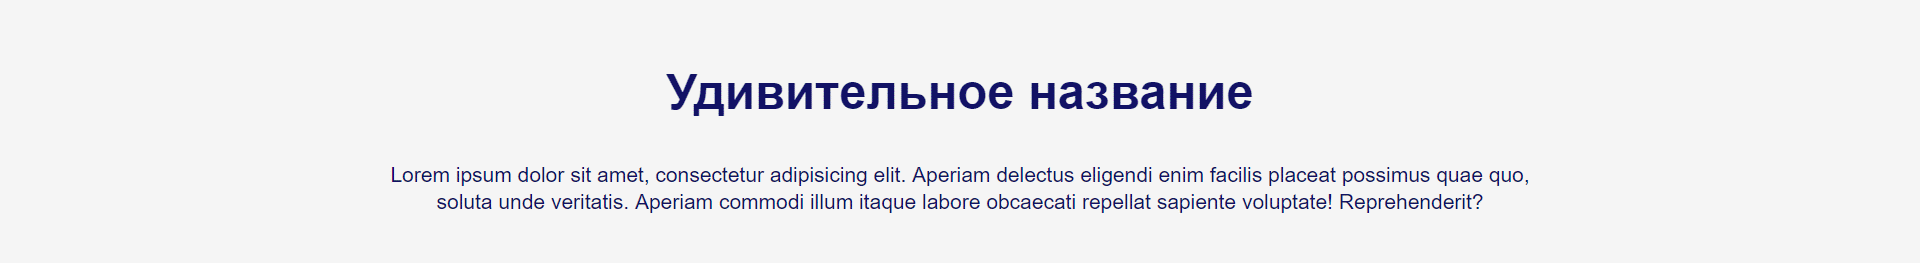 Удивительное название
Lorem ipsum dolor sit amet, consectetur adipisicing elit. Aperiam delectus eligendi enim facilis placeat possimus quae quo,
soluta unde veritatis. Aperiam commodi illum itaque labore obcaecati repellat sapiente voluptate! Reprehenderit?